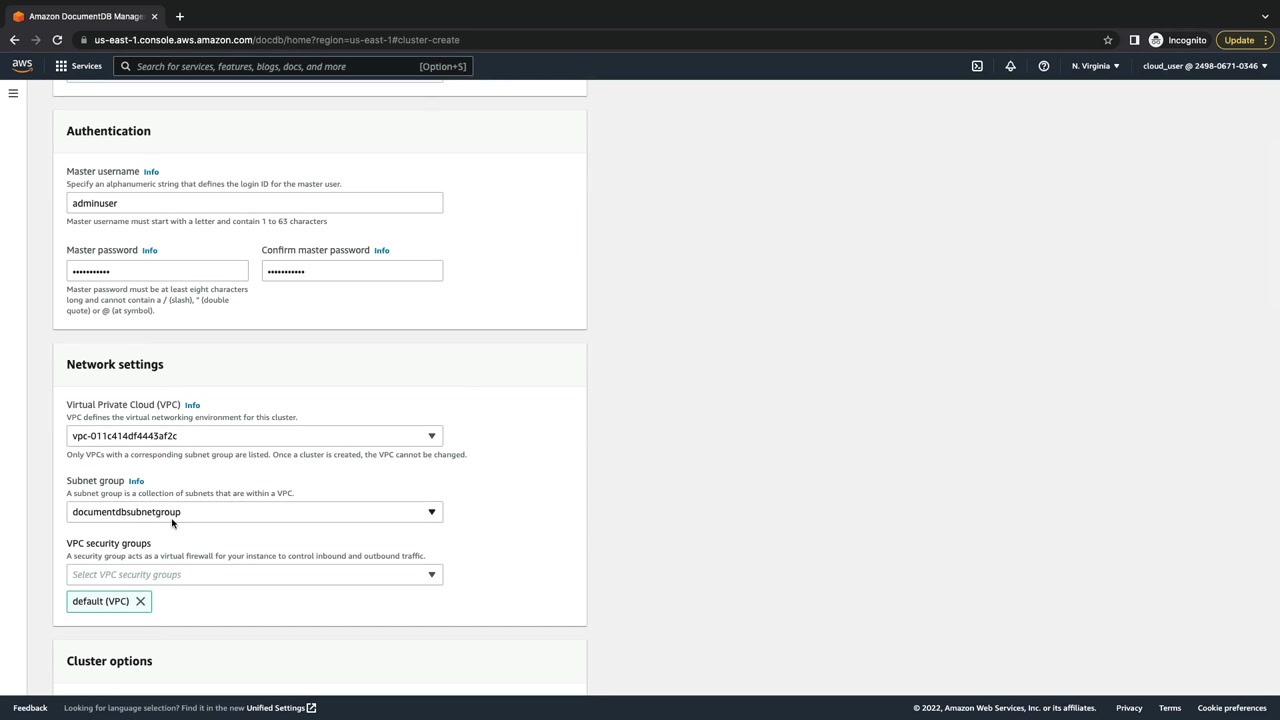 Amazon DocumentDB Manage
us-east-1.console.aws.amazon.com/docdb/home?region=us-east-1#cluster-create
Incognito
Update
aws
Services
Search for services, features, blogs, docs, and more
[Option+S]
N. Virginia
cloud_user @ 2498-0671-0346
Authentication
Master username Info
Specify an alphanumeric string that defines the login ID for the master user.
adminuser
Master username must start with a letter and contain 1 to 63 characters
Master password Info
Confirm master password Info
•••••••••••
•••••••••••
Master password must be at least eight characters
long and cannot contain a / (slash), " (double
quote) or @ (at symbol).
Network settings
Virtual Private Cloud (VPC) Info
VPC defines the virtual networking environment for this cluster.
vpc-011c414df4443af2c
Only VPCs with a corresponding subnet group are listed. Once a cluster is created, the VPC cannot be changed.
Subnet group Info
A subnet group is a collection of subnets that are within a VPC.
documentdbsubnetgroup
VPC security groups
A security group acts as a virtual firewall for your instance to control inbound and outbound traffic.
Select VPC security groups
default (VPC)
Cluster options
Feedback
Looking for language selection? Find it in the new Unified Settings
© 2022, Amazon Web Services, Inc. or its affiliates.
Privacy
Terms
Cookie preferences